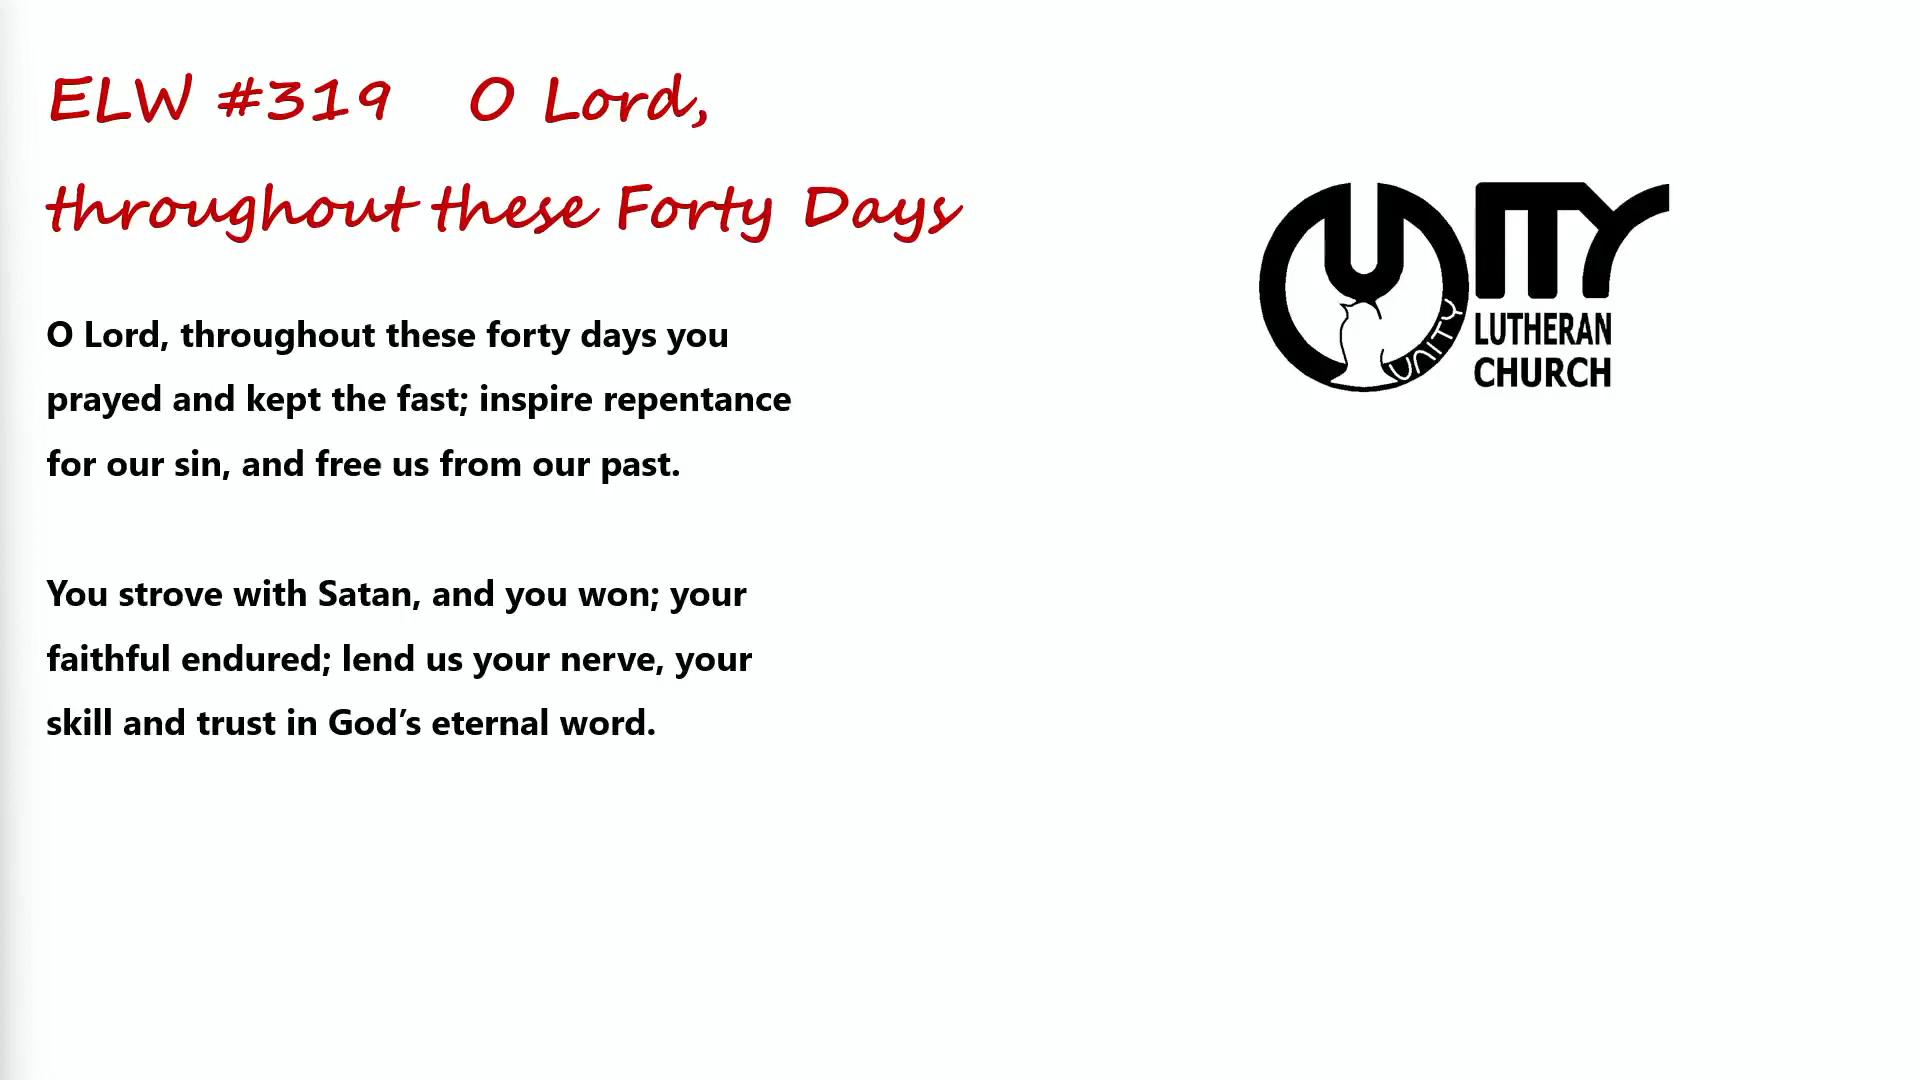 ELW #319 O Lord,
throughout these Forty Days
O Lord, throughout these forty days you
prayed and kept the fast; inspire repentance
for our sin, and free us from our past.
You strove with Satan, and you won; your
faithful endured; lend us your nerve, your
skill and trust in God’s eternal word.
UNITY
UNITY
LUTHERAN
CHURCH